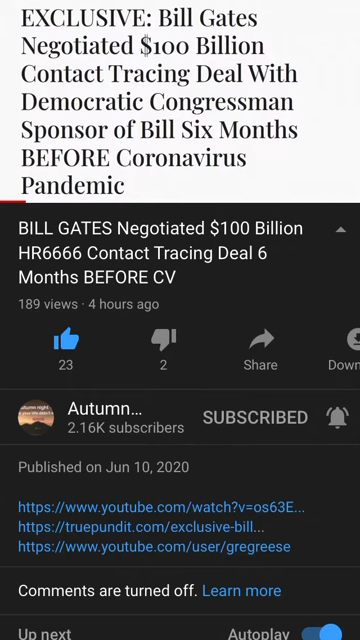 EXCLUSIVE: Bill Gates
Negotiated $100 Billion
Contact Tracing Deal With
Democratic Congressman
Sponsor of Bill Six Months
BEFORE Coronavirus
Pandemic
BILL GATES Negotiated $100 Billion
HR6666 Contact Tracing Deal 6
Months BEFORE CV
189 views · 4 hours ago
23
2
Share
Down
Autumn...
2.16K subscribers
SUBSCRIBED
Published on Jun 10, 2020
https://www.youtube.com/watch?v=os63E...
https://truepundit.com/exclusive-bill...
https://www.youtube.com/user/gregreese
Comments are turned off. Learn more
Up next
Autoplay